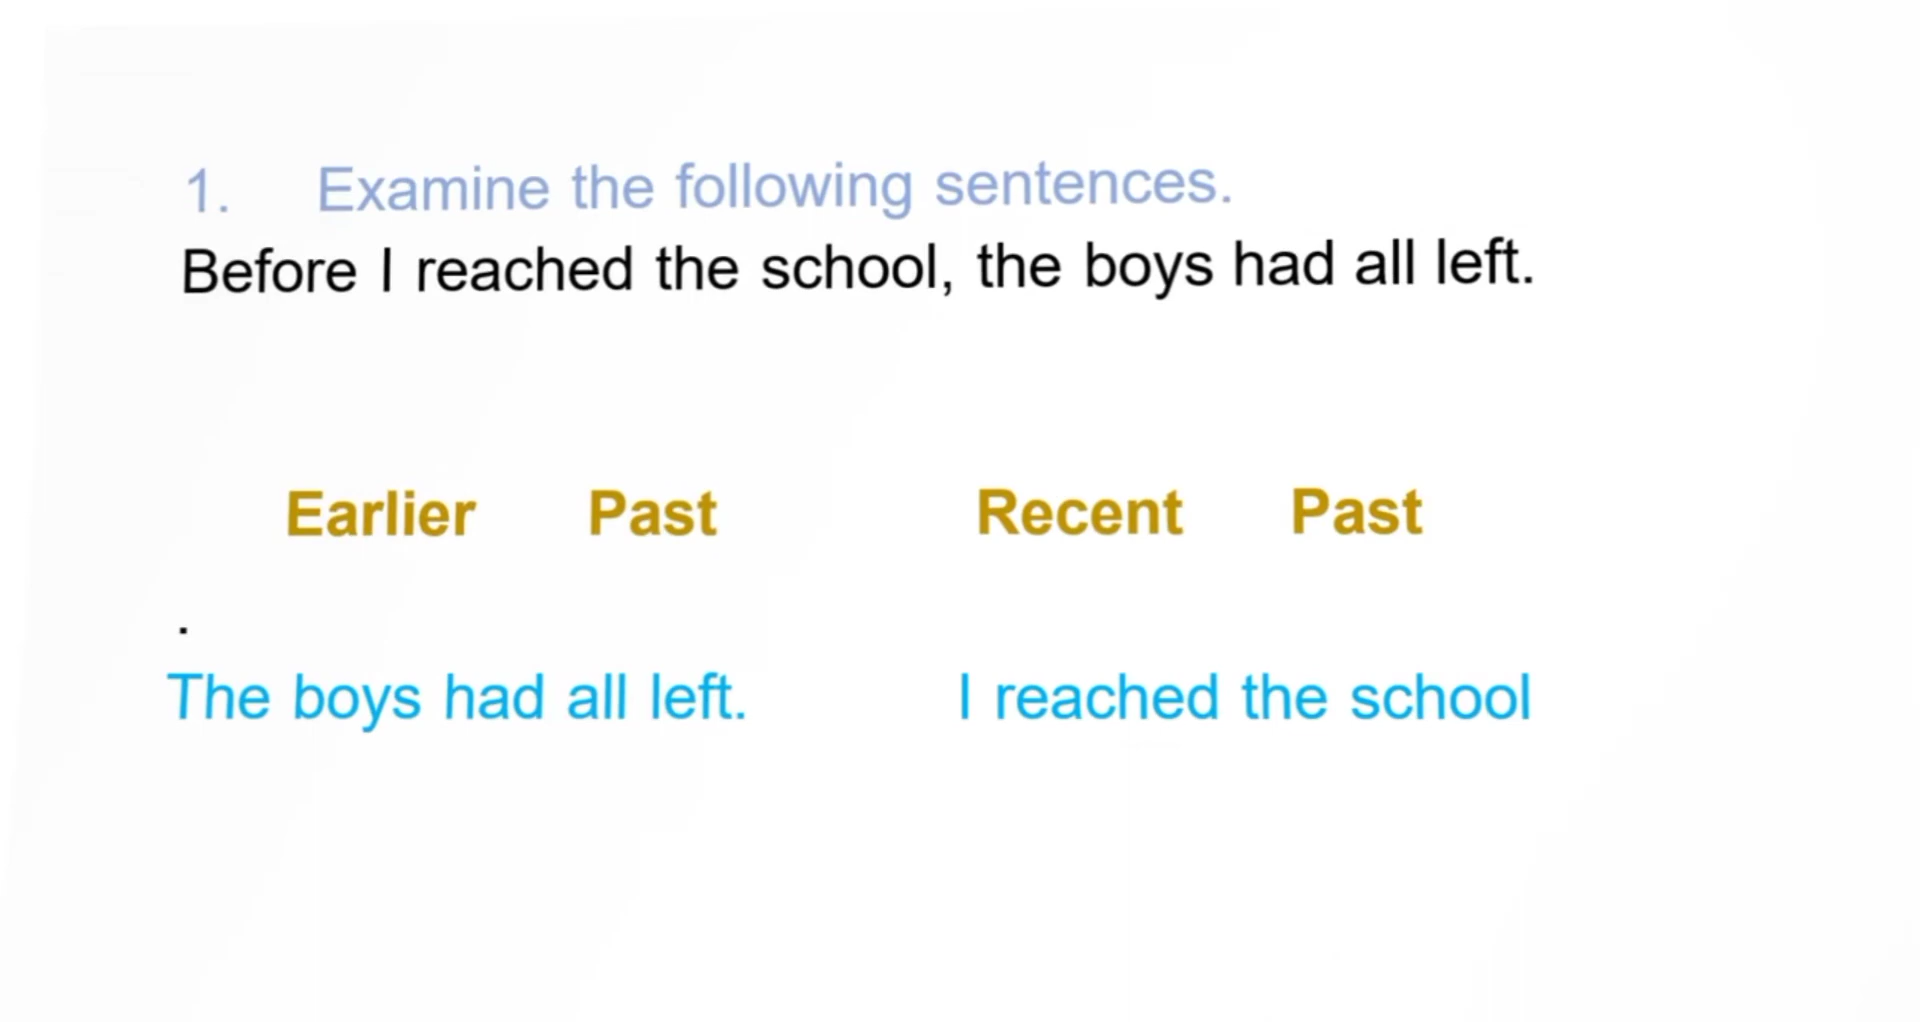 1. Examine the following sentences.
Before I reached the school, the boys had all left.
Earlier Past Recent Past
.
The boys had all left. I reached the school